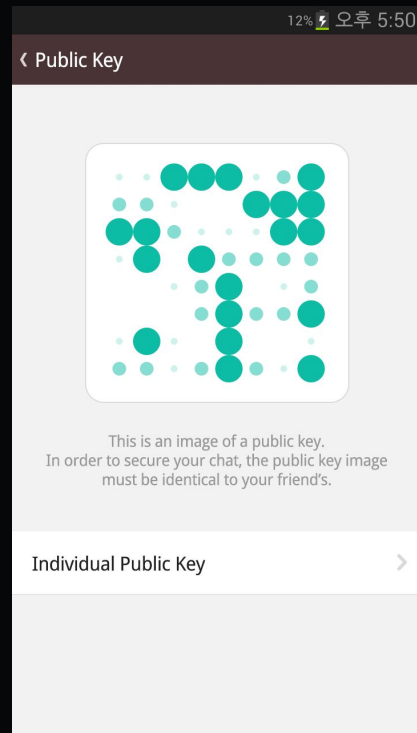 12% 오후 5:50
Public Key
This is an image of a public key.
In order to secure your chat, the public key image
must be identical to your friend's.
Individual Public Key